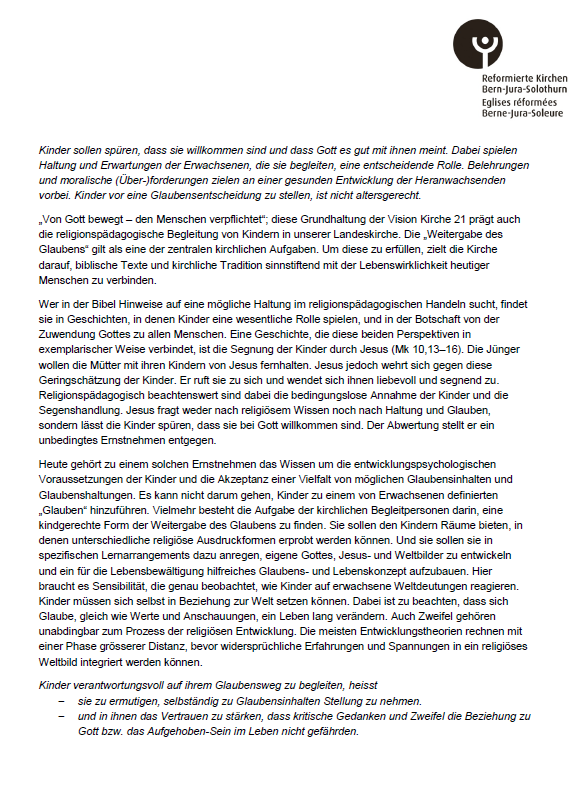 Reformierte Kirchen
Bern-Jura-Solothurn
Eglises réformées
Berne-Jura-Soleure
Kinder sollen spüren, dass sie willkommen sind und dass Gott es gut mit ihnen meint. Dabei spielen
Haltung und Erwartungen der Erwachsenen, die sie begleiten, eine entscheidende Rolle. Belehrungen
und moralische (Über-)forderungen zielen an einer gesunden Entwicklung der Heranwachsenden
vorbei. Kinder vor eine Glaubensentscheidung zu stellen, ist nicht altersgerecht.
„Von Gott bewegt – den Menschen verpflichtet“; diese Grundhaltung der Vision Kirche 21 prägt auch
die religionspädagogische Begleitung von Kindern in unserer Landeskirche. Die „Weitergabe des
Glaubens“ gilt als eine der zentralen kirchlichen Aufgaben. Um diese zu erfüllen, zielt die Kirche
darauf, biblische Texte und kirchliche Tradition sinnstiftend mit der Lebenswirklichkeit heutiger
Menschen zu verbinden.
Wer in der Bibel Hinweise auf eine mögliche Haltung im religionspädagogischen Handeln sucht, findet
sie in Geschichten, in denen Kinder eine wesentliche Rolle spielen, und in der Botschaft von der
Zuwendung Gottes zu allen Menschen. Eine Geschichte, die diese beiden Perspektiven in
exemplarischer Weise verbindet, ist die Segnung der Kinder durch Jesus (Mk 10,13–16). Die Jünger
wollen die Mütter mit ihren Kindern von Jesus fernhalten. Jesus jedoch wehrt sich gegen diese
Geringschätzung der Kinder. Er ruft sie zu sich und wendet sich ihnen liebevoll und segnend zu.
Religionspädagogisch beachtenswert sind dabei die bedingungslose Annahme der Kinder und die
Segenshandlung. Jesus fragt weder nach religiösem Wissen noch nach Haltung und Glauben,
sondern lässt die Kinder spüren, dass sie bei Gott willkommen sind. Der Abwertung stellt er ein
unbedingtes Ernstnehmen entgegen.
Heute gehört zu einem solchen Ernstnehmen das Wissen um die entwicklungspsychologischen
Voraussetzungen der Kinder und die Akzeptanz einer Vielfalt von möglichen Glaubensinhalten und
Glaubenshaltungen. Es kann nicht darum gehen, Kinder zu einem von Erwachsenen definierten
„Glauben“ hinzuführen. Vielmehr besteht die Aufgabe der kirchlichen Begleitpersonen darin, eine
kindgerechte Form der Weitergabe des Glaubens zu finden. Sie sollen den Kindern Räume bieten, in
denen unterschiedliche religiöse Ausdruckformen erprobt werden können. Und sie sollen sie in
spezifischen Lernarrangements dazu anregen, eigene Gottes, Jesus- und Weltbilder zu entwickeln
und ein für die Lebensbewältigung hilfreiches Glaubens- und Lebenskonzept aufzubauen. Hier
braucht es Sensibilität, die genau beobachtet, wie Kinder auf erwachsene Weltdeutungen reagieren.
Kinder müssen sich selbst in Beziehung zur Welt setzen können. Dabei ist zu beachten, dass sich
Glaube, gleich wie Werte und Anschauungen, ein Leben lang verändern. Auch Zweifel gehören
unabdingbar zum Prozess der religiösen Entwicklung. Die meisten Entwicklungstheorien rechnen mit
einer Phase grösserer Distanz, bevor widersprüchliche Erfahrungen und Spannungen in ein religiöses
Weltbild integriert werden können.
Kinder verantwortungsvoll auf ihrem Glaubensweg zu begleiten, heisst
– sie zu ermutigen, selbständig zu Glaubensinhalten Stellung zu nehmen.
– und in ihnen das Vertrauen zu stärken, dass kritische Gedanken und Zweifel die Beziehung zu
Gott bzw. das Aufgehoben-Sein im Leben nicht gefährden.